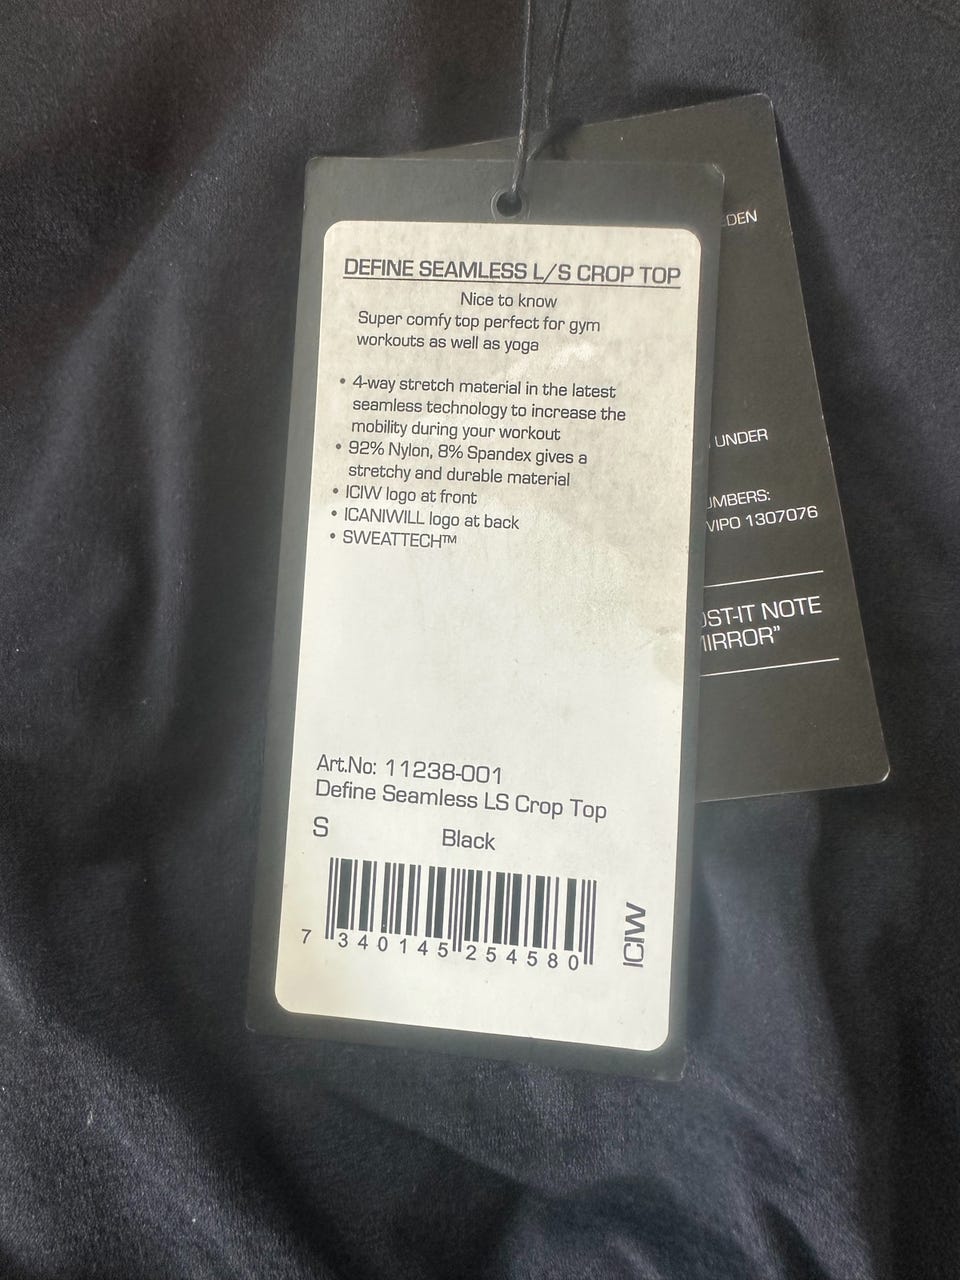 DEFINE SEAMLESS L/S CROP TOP
Nice to know
Super comfy top perfect for gym
workouts as well as yoga
• 4-way stretch material in the latest
seamless technology to increase the
mobility during your workout
• 92% Nylon, 8% Spandex gives a
stretchy and durable material
• ICIW logo at front
• ICANIWILL logo at back
• SWEATTECH™
Art.No: 11238-001
Define Seamless LS Crop Top
S Black
7 340145 254580
ICIW
DEN
UNDER
UMBERS:
WIPO 1307076
OST-IT NOTE
MIRROR”